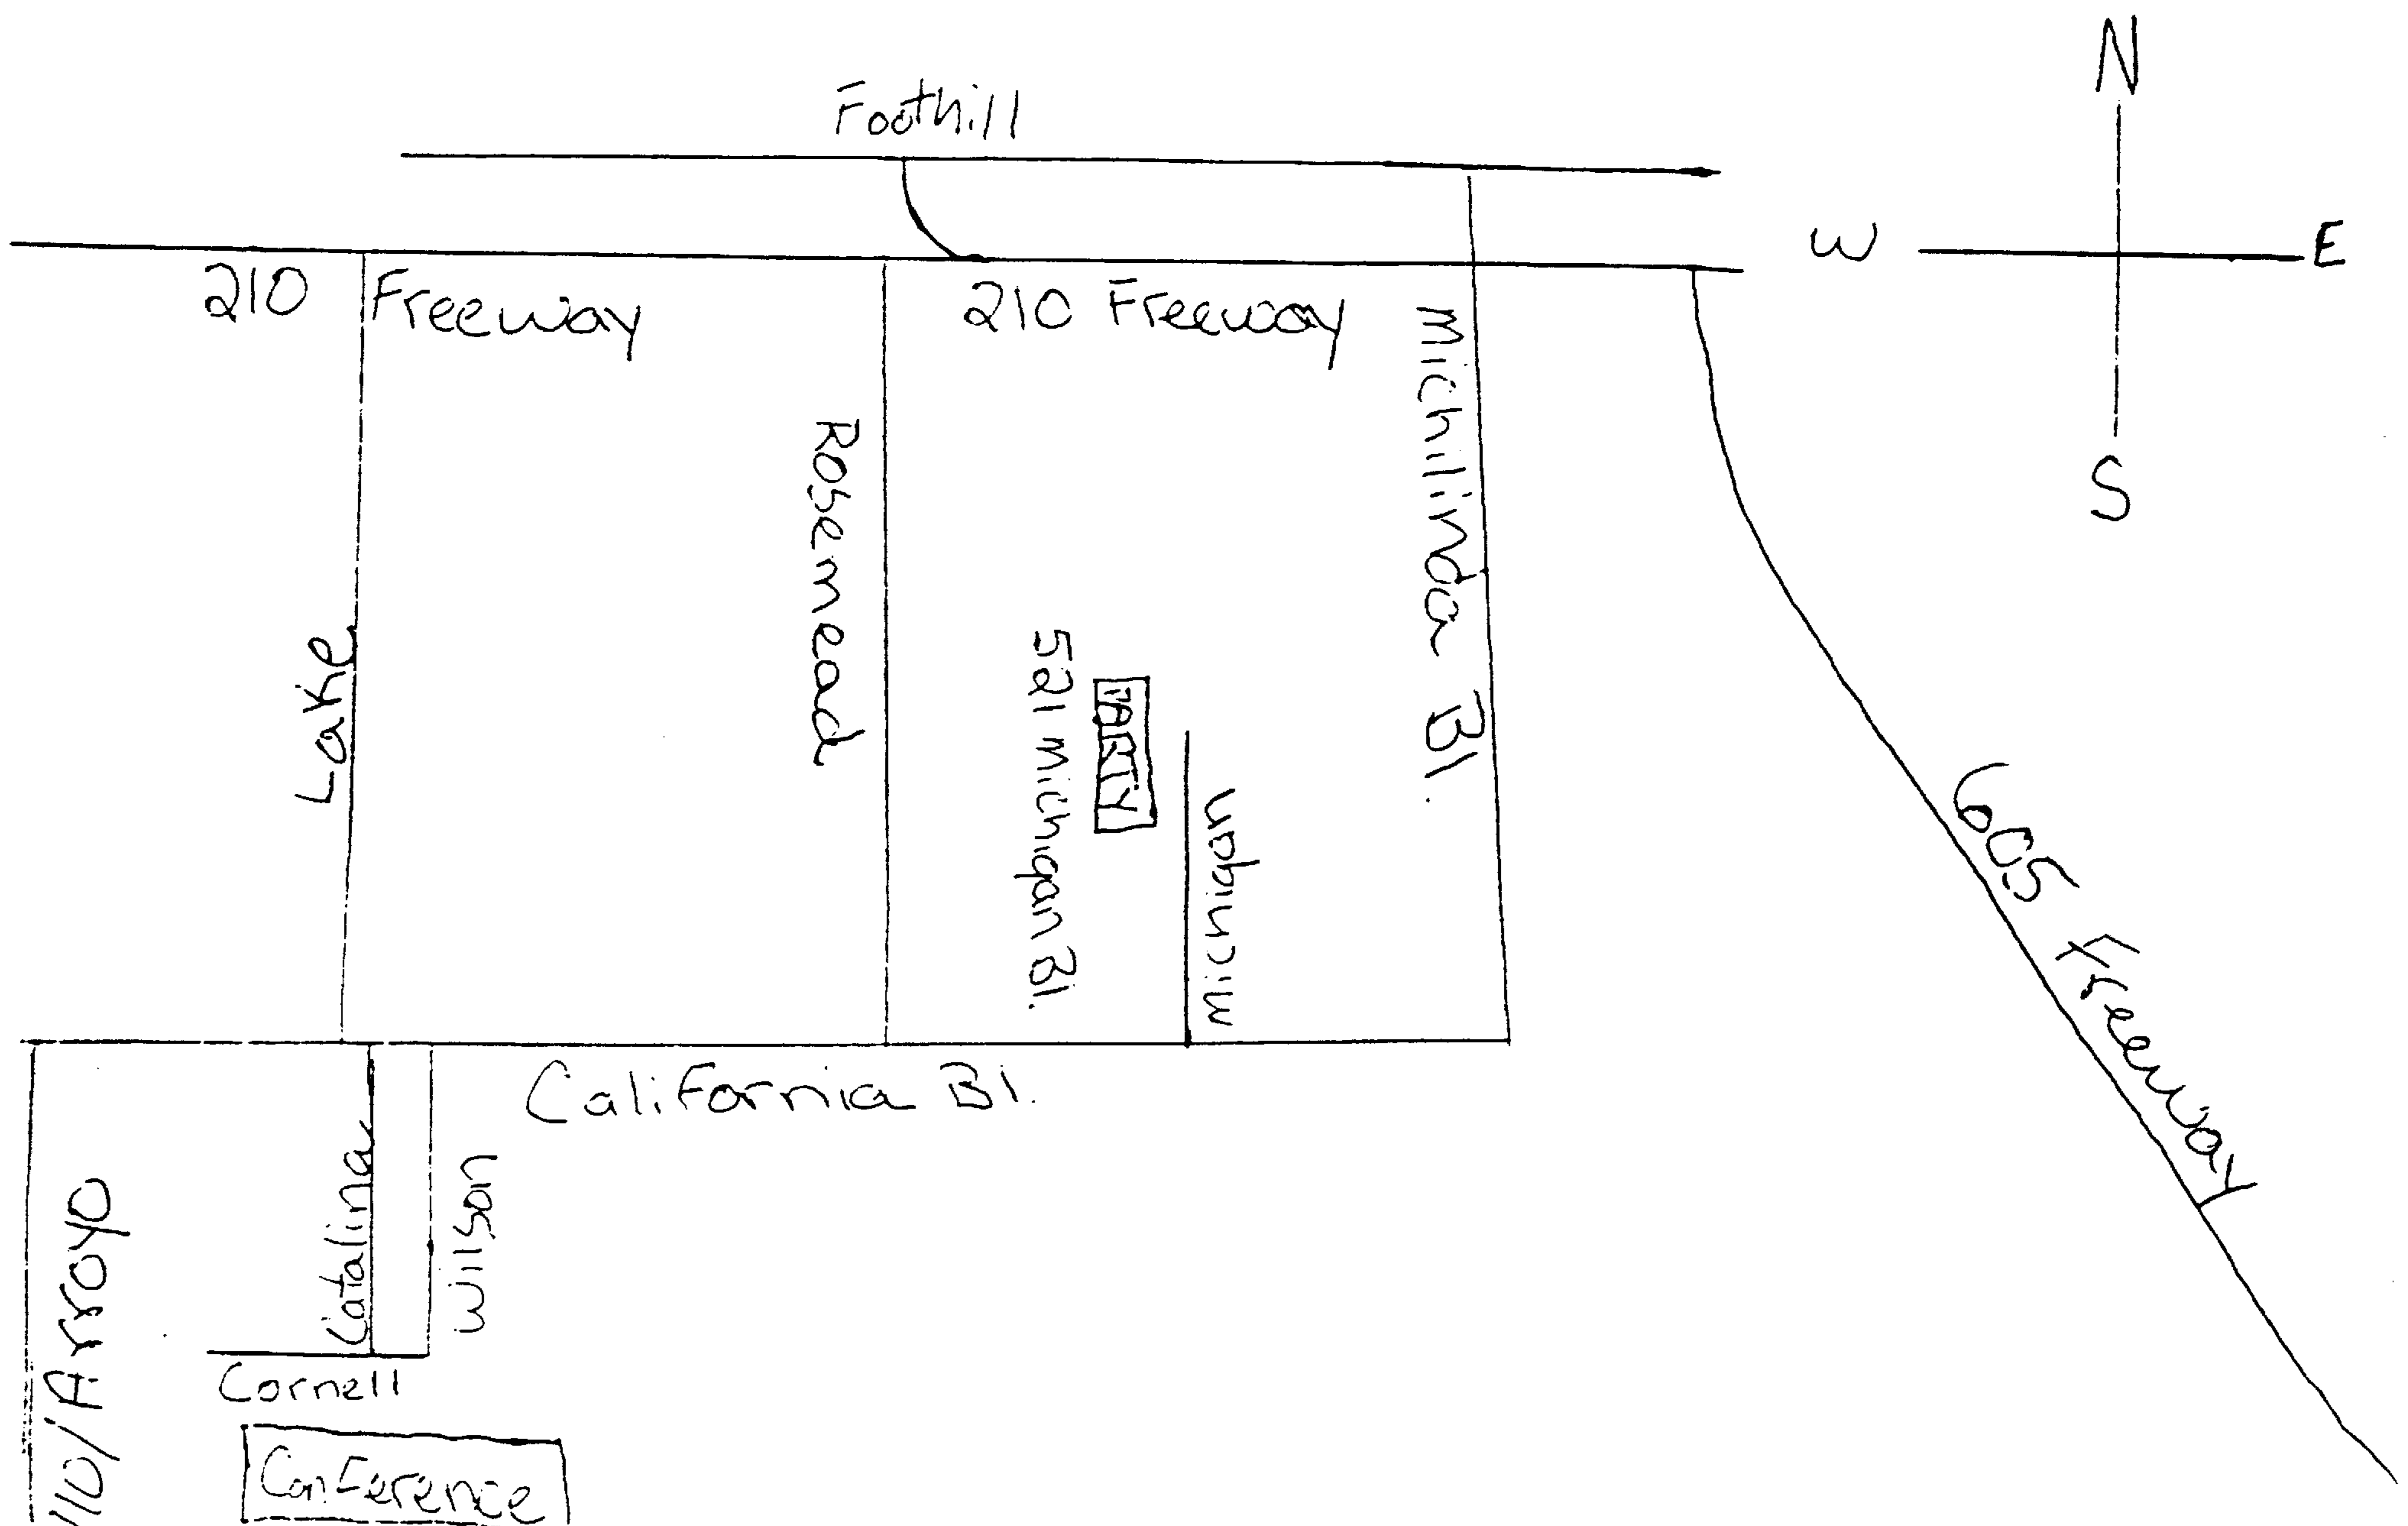 N
Foothill
W
E
210 Freeway
210 Freeway
S
Michillinda Bl.
Rosemead
Lake
521 Michigan Bl.
PARTY
Michigan
605 Freeway
California Bl.
Catalina
Wilson
110/Arroyo
Cornell
Conference